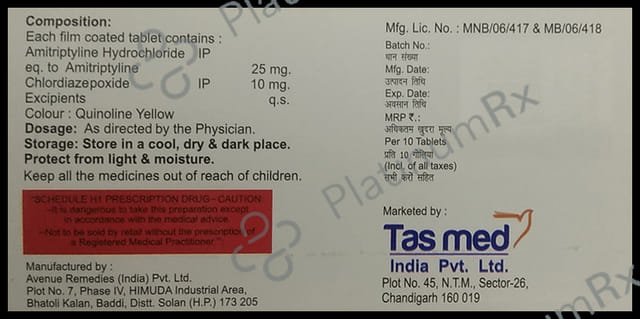 Composition:
Each film coated tablet contains :
Amitriptyline Hydrochloride IP
eq. to Amitriptyline 25 mg.
Chlordiazepoxide IP 10 mg.
Excipients q.s.
Colour : Quinoline Yellow
Dosage: As directed by the Physician.
Storage: Store in a cool, dry & dark place.
Protect from light & moisture.
Keep all the medicines out of reach of children.
"SCHEDULE H1 PRESCRIPTION DRUG – CAUTION
–It is dangerous to take this preparation except
in accordance with the medical advice.
–Not to be sold by retail without the prescription of
a Registered Medical Practitioner."
Manufactured by :
Avenue Remedies (India) Pvt. Ltd.
Plot No. 7, Phase IV, HIMUDA Industrial Area,
Bhatoli Kalan, Baddi, Distt. Solan (H.P.) 173 205
Mfg. Lic. No. : MNB/06/417 & MB/06/418
Batch No.:
घान संख्या
Mfg. Date:
उत्पादन तिथि
Exp. Date:
अवसान तिथि
MRP ₹.:
अधिकतम खुदरा मूल्य
Per 10 Tablets
प्रति 10 गोलियां
(Incl. of all taxes)
सभी करों सहित
Marketed by :
Tas med
India Pvt. Ltd.
Plot No. 45, N.T.M., Sector-26,
Chandigarh 160 019
PlatinumRx
PlatinumRx
PlatinumRx